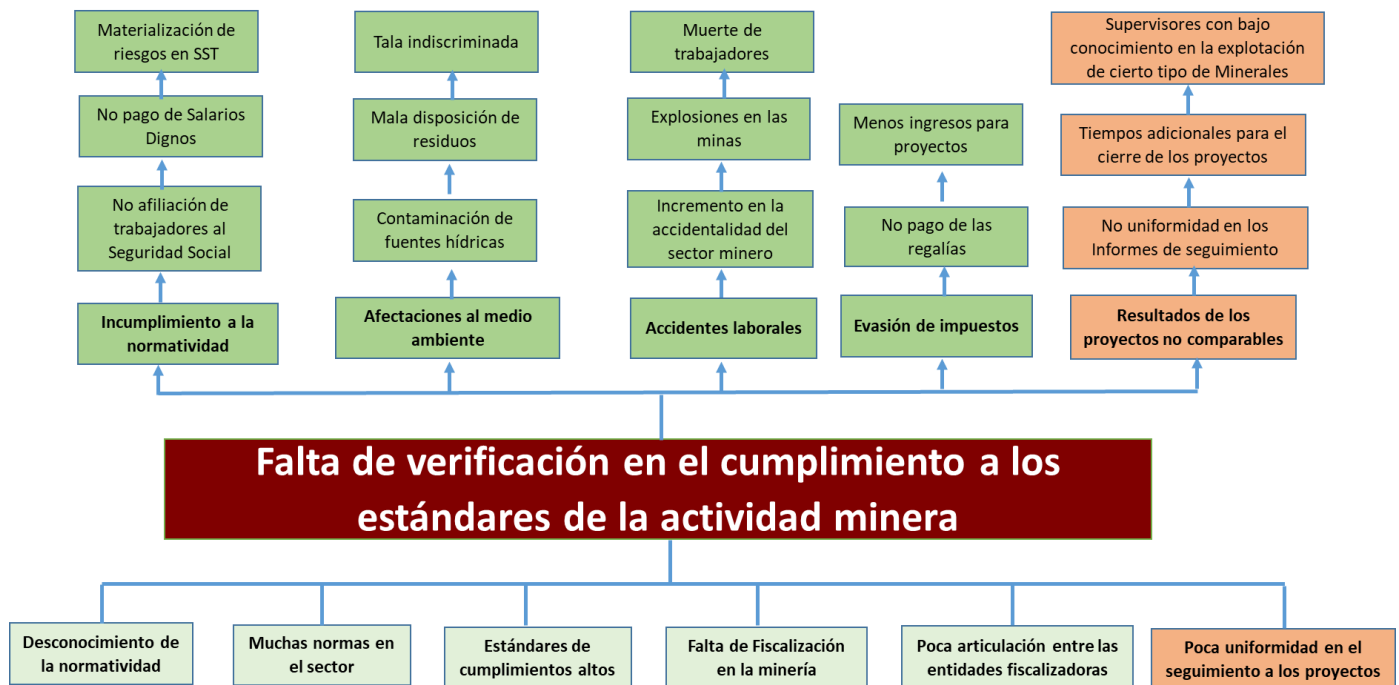 Materialización de
riesgos en SST
Tala indiscriminada
Muerte de
trabajadores
Supervisores con bajo
conocimiento en la explotación
de cierto tipo de Minerales
No pago de Salarios
Dignos
Mala disposición de
residuos
Explosiones en las
minas
Menos ingresos para
proyectos
Tiempos adicionales para el
cierre de los proyectos
No afiliación de
trabajadores al
Seguridad Social
Contaminación de
fuentes hídricas
Incremento en la
accidentalidad del
sector minero
No pago de las
regalías
No uniformidad en los
Informes de seguimiento
Incumplimiento a la
normatividad
Afectaciones al medio
ambiente
Accidentes laborales
Evasión de impuestos
Resultados de los
proyectos no comparables
Falta de verificación en el cumplimiento a los
estándares de la actividad minera
Desconocimiento de
la normatividad
Muchas normas en
el sector
Estándares de
cumplimientos altos
Falta de Fiscalización
en la minería
Poca articulación entre las
entidades fiscalizadoras
Poca uniformidad en el
seguimiento a los proyectos